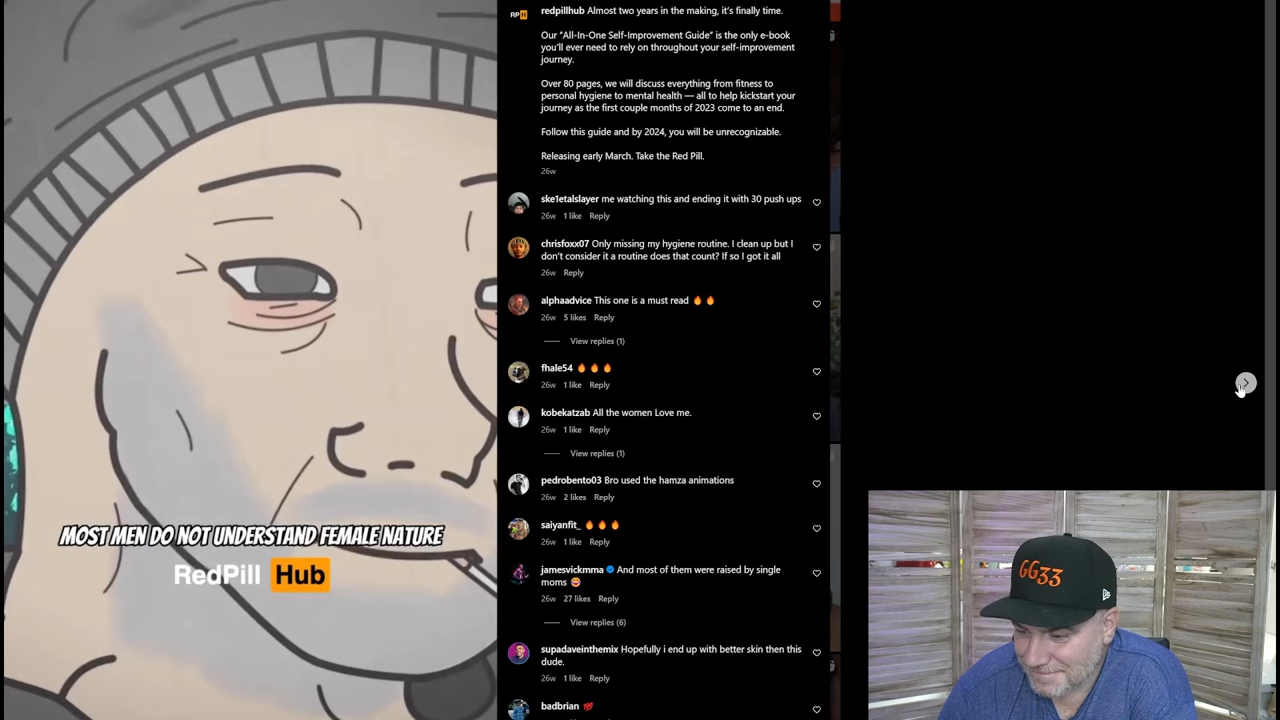 MOST MEN DO NOT UNDERSTAND FEMALE NATURE
RedPill Hub
RPH
redpillhub Almost two years in the making, it's finally time.
Our "All-In-One Self-Improvement Guide" is the only e-book
you'll ever need to rely on throughout your self-improvement
journey.
Over 80 pages, we will discuss everything from fitness to
personal hygiene to mental health — all to help kickstart your
journey as the first couple months of 2023 come to an end.
Follow this guide and by 2024, you will be unrecognizable.
Releasing early March. Take the Red Pill.
26w
ske1etalslayer me watching this and ending it with 30 push ups
26w 1 like Reply
chrisfoxx07 Only missing my hygiene routine. I clean up but I
don't consider it a routine does that count? If so I got it all
26w Reply
alphaadvice This one is a must read 🔥 🔥
26w 5 likes Reply
View replies (1)
fhale54 🔥 🔥 🔥
26w 1 like Reply
kobekatzab All the women Love me.
26w 1 like Reply
View replies (1)
pedrobento03 Bro used the hamza animations
26w 2 likes Reply
saiyanfit_ 🔥 🔥 🔥
26w 1 like Reply
jamesvickmma And most of them were raised by single
moms 😂
26w 27 likes Reply
View replies (6)
supadaveinthemix Hopefully i end up with better skin then this
dude.
26w 1 like Reply
badbrian 💯
GG33